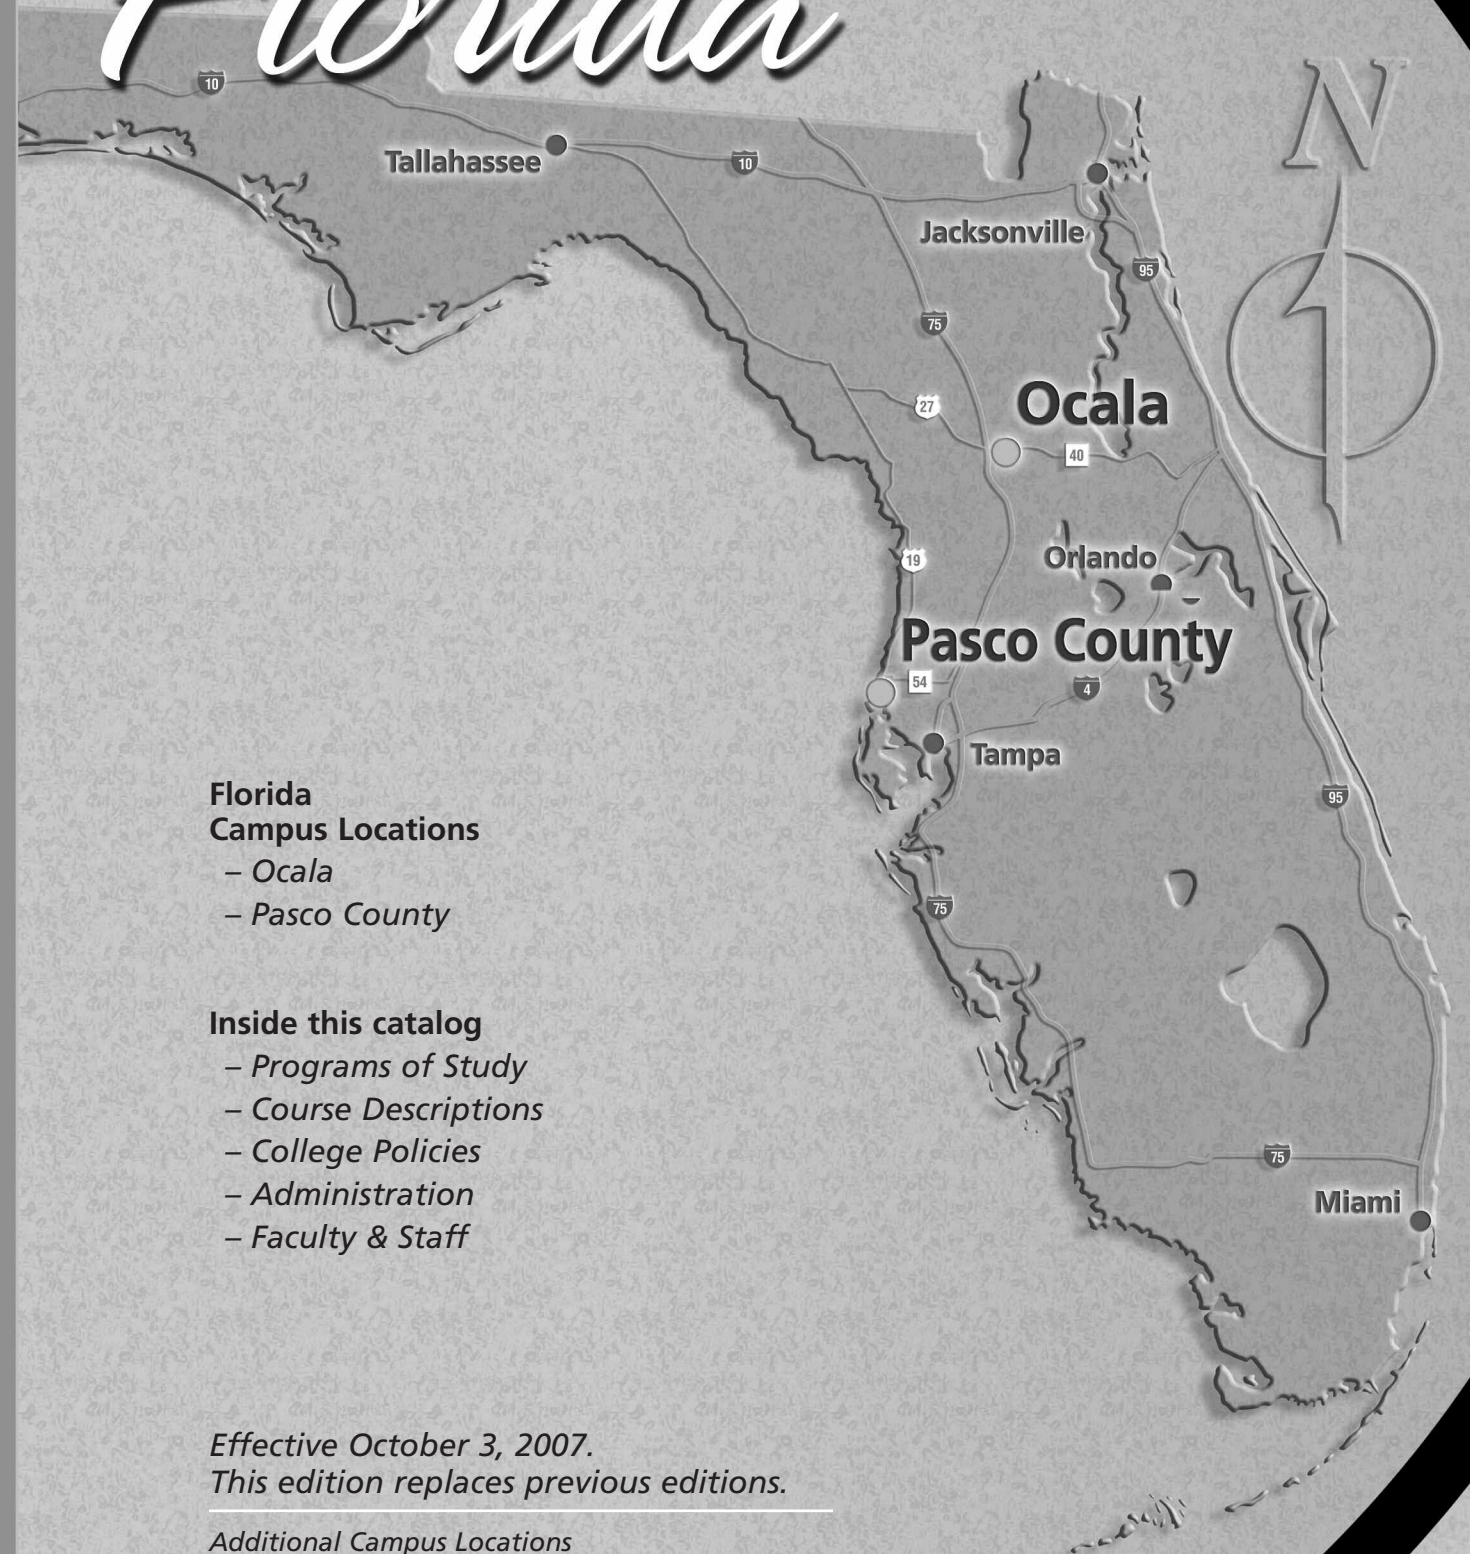 Florida
N
10
Tallahassee
10
Jacksonville
95
75
Ocala
27
40
Orlando
19
Pasco County
54
4
Tampa
95
Florida
Campus Locations
– Ocala
– Pasco County
75
Inside this catalog
– Programs of Study
– Course Descriptions
– College Policies
– Administration
– Faculty & Staff
75
Miami
Effective October 3, 2007.
This edition replaces previous editions.
Additional Campus Locations